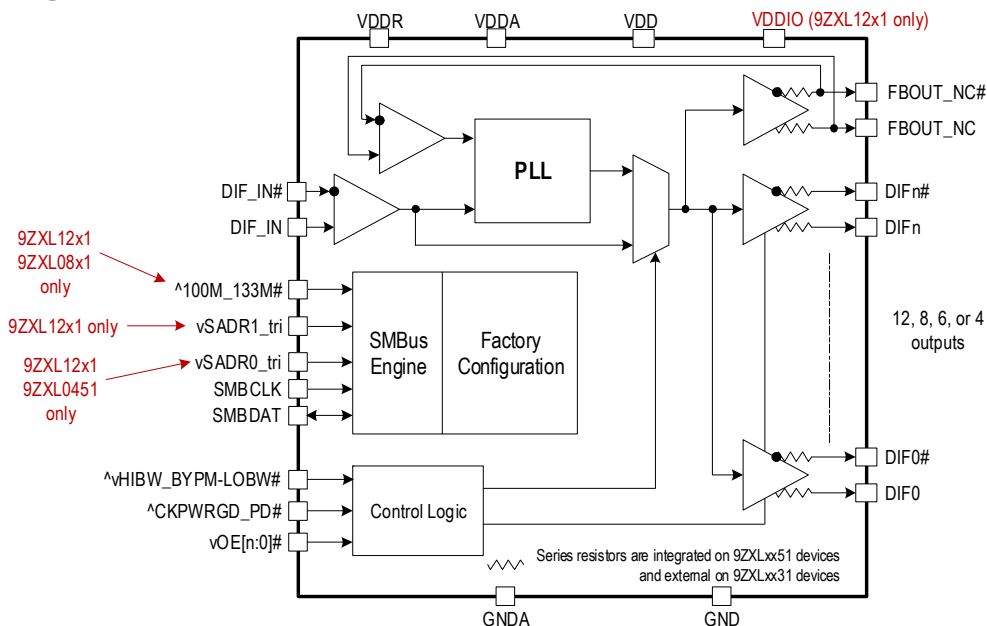 VDDR
VDDA
VDD
VDDIO (9ZXL12x1 only)
FBOUT_NC#
FBOUT_NC
PLL
DIF_IN#
DIF_IN
DIFn#
DIFn
9ZXL12x1
9ZXL08x1
only
^100M_133M#
9ZXL12x1 only
vSADR1_tri
9ZXL12x1
9ZXL0451
only
vSADR0_tri
SMBCLK
SMBDAT
SMBus
Engine
Factory
Configuration
12, 8, 6, or 4
outputs
^vHIBW_BYPM-LOBW#
^CKPWRGD_PD#
vOE[n:0]#
Control Logic
DIF0#
DIF0
Series resistors are integrated on 9ZXLxx51 devices
and external on 9ZXLxx31 devices
GNDA
GND